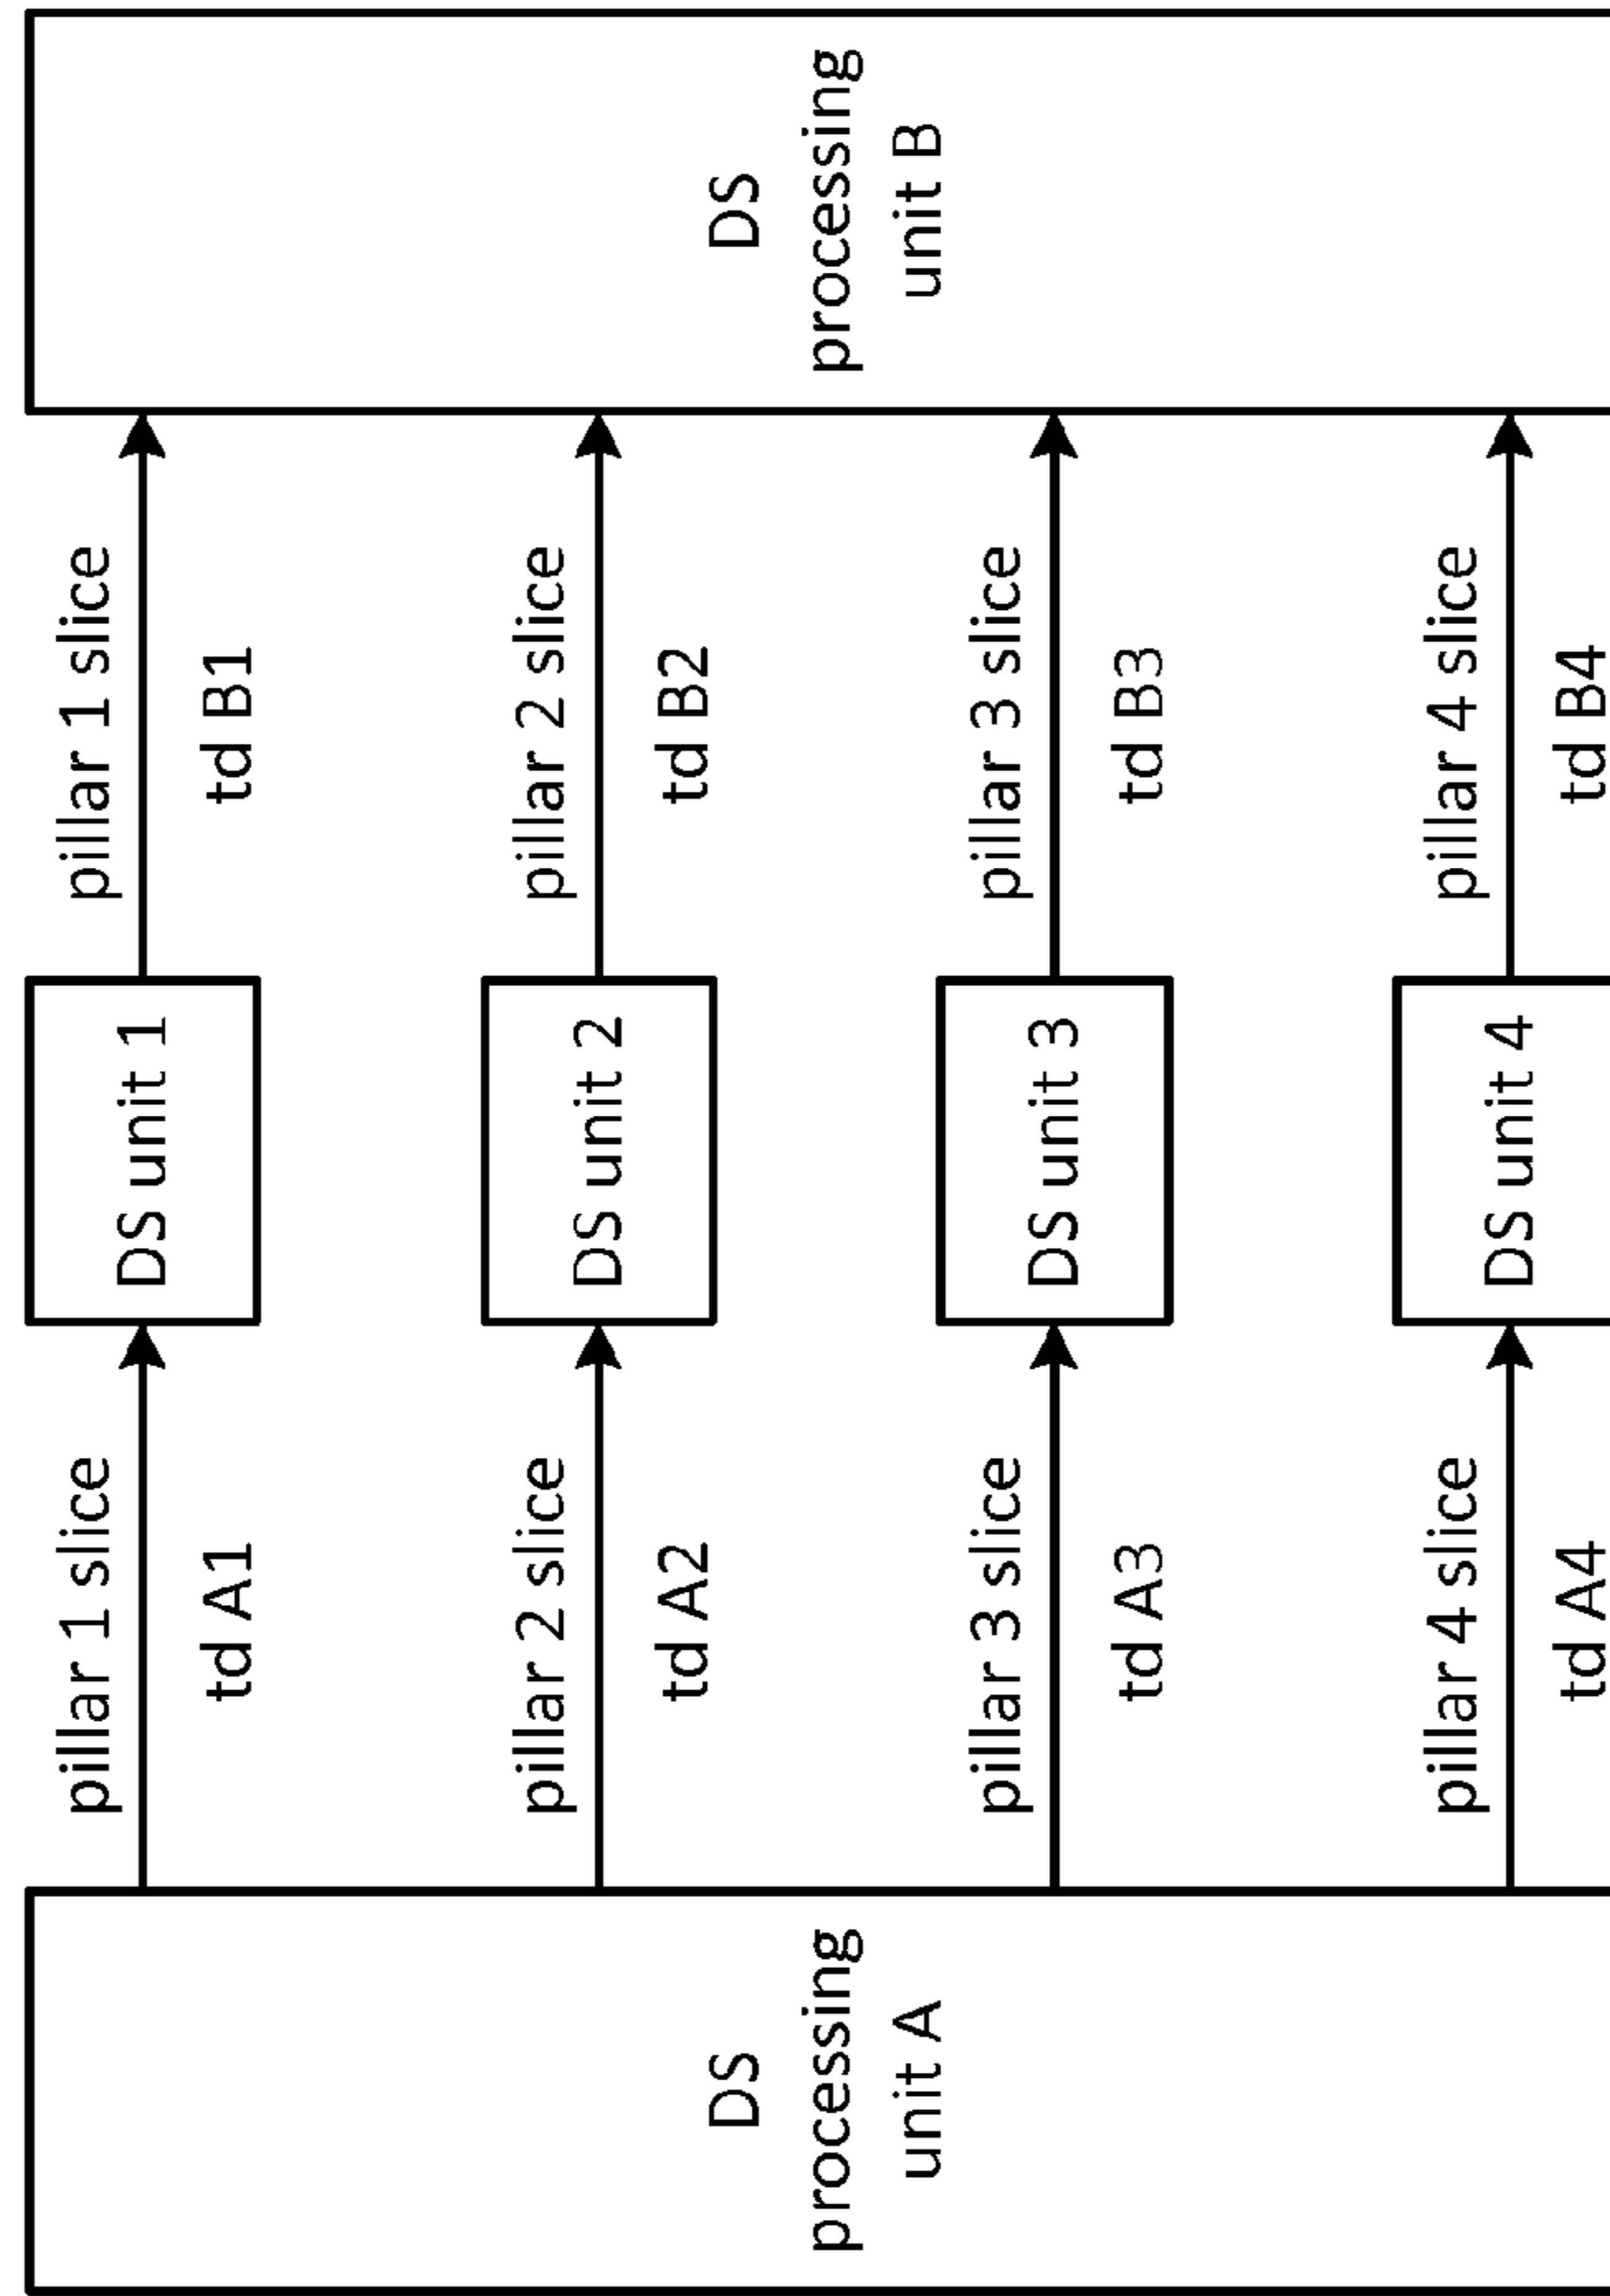 DS
processing
unit A
pillar 1 slice
td A1
pillar 2 slice
td A2
pillar 3 slice
td A3
pillar 4 slice
td A4
DS unit 1
DS unit 2
DS unit 3
DS unit 4
pillar 1 slice
td B1
pillar 2 slice
td B2
pillar 3 slice
td B3
pillar 4 slice
td B4
DS
processing
unit B